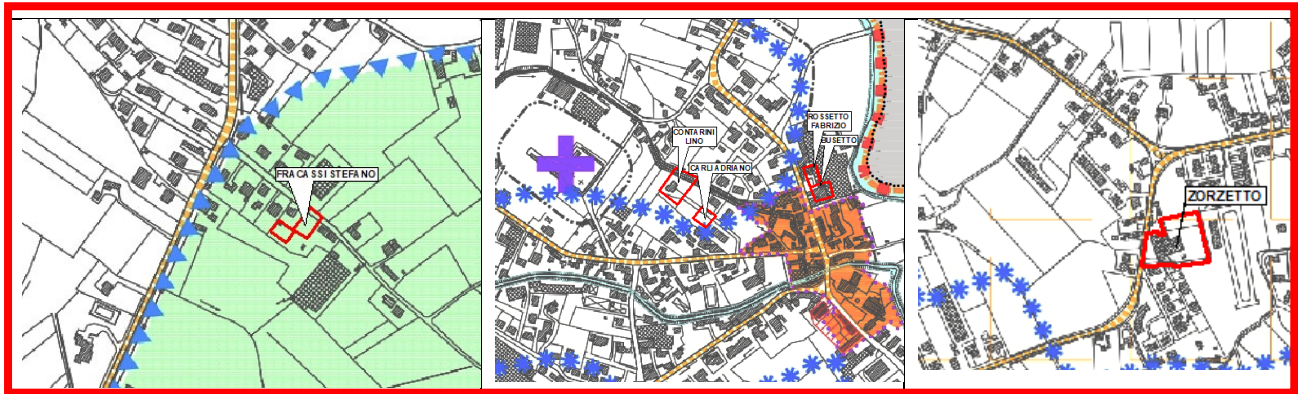 FRACASSI STEFANO
CONTARINI
LINO
CARLI ADRIANO
ROSSETTO
FABRIZIO
BUSETTO
ZORZETTO